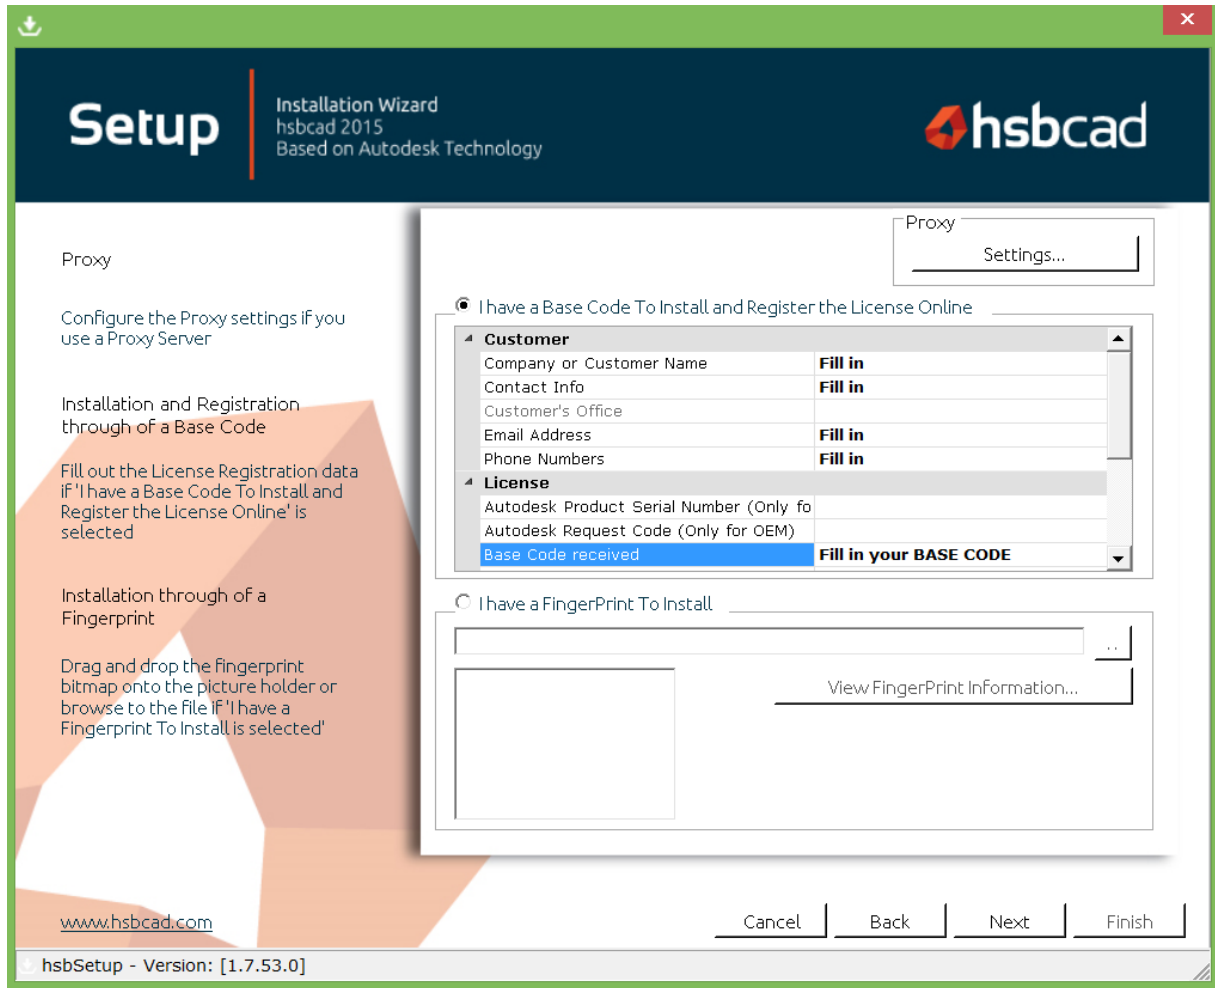 Setup
Installation Wizard
hsbcad 2015
Based on Autodesk Technology
hsbcad
Proxy
Configure the Proxy settings if you
use a Proxy Server
Installation and Registration
through of a Base Code
Fill out the License Registration data
if 'I have a Base Code To Install and
Register the License Online' is
selected
Installation through of a
Fingerprint
Drag and drop the fingerprint
bitmap onto the picture holder or
browse to the file if 'I have a
Fingerprint To Install is selected'
www.hsbcad.com
Proxy
Settings...
I have a Base Code To Install and Register the License Online
Customer
Company or Customer Name Fill in
Contact Info Fill in
Customer's Office
Email Address Fill in
Phone Numbers Fill in
License
Autodesk Product Serial Number (Only fo
Autodesk Request Code (Only for OEM)
Base Code received Fill in your BASE CODE
I have a FingerPrint To Install
..
View FingerPrint Information...
Cancel Back Next Finish
hsbSetup - Version: [1.7.53.0]